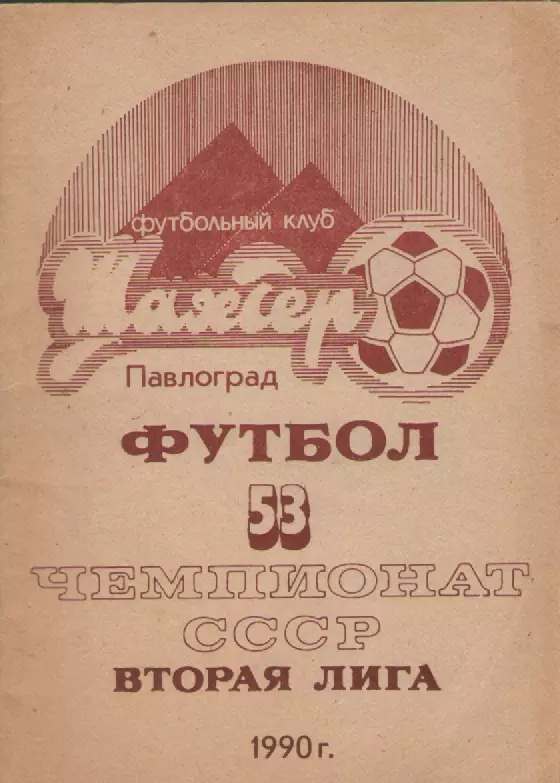 футбольный клуб
Шахтер
Павлоград
ФУТБОЛ
53
ЧЕМПИОНАТ
СССР
ВТОРАЯ ЛИГА
1990 г.